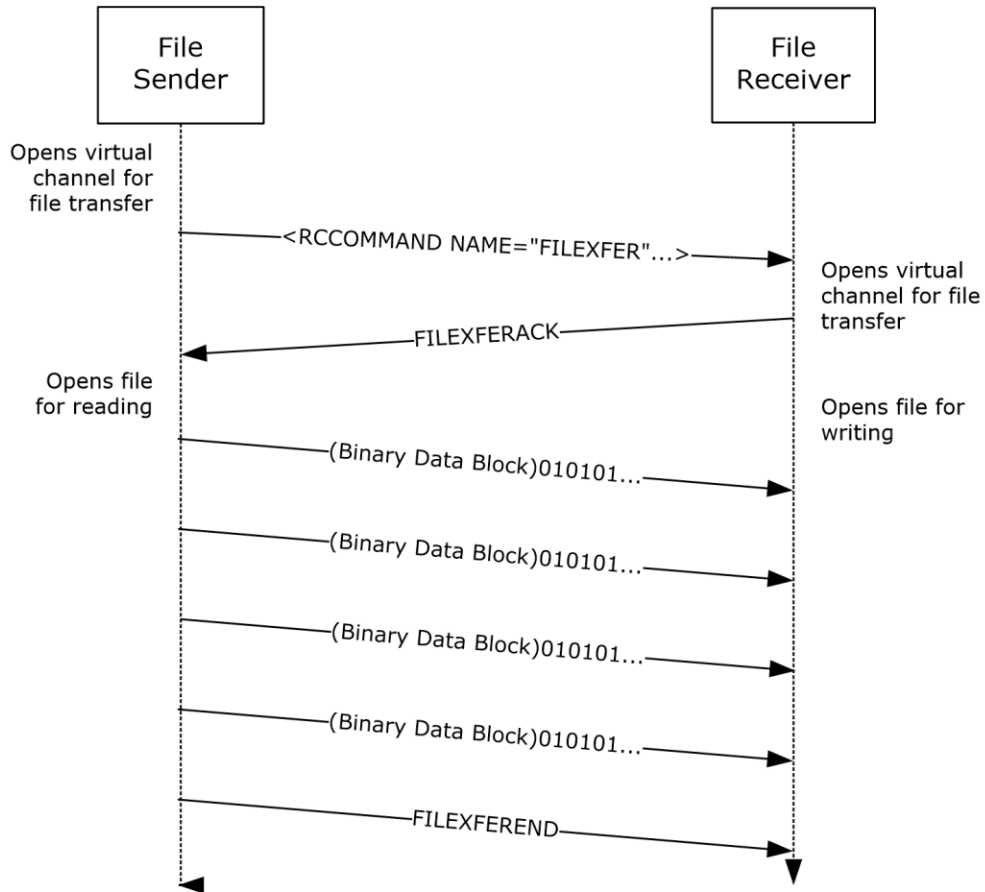 File
Sender
File
Receiver
Opens virtual
channel for
file transfer
<RCCOMMAND NAME="FILEXFER"...>
Opens virtual
channel for file
transfer
FILEXFERACK
Opens file
for reading
Opens file for
writing
(Binary Data Block)010101...
(Binary Data Block)010101...
(Binary Data Block)010101...
(Binary Data Block)010101...
FILEXFEREND